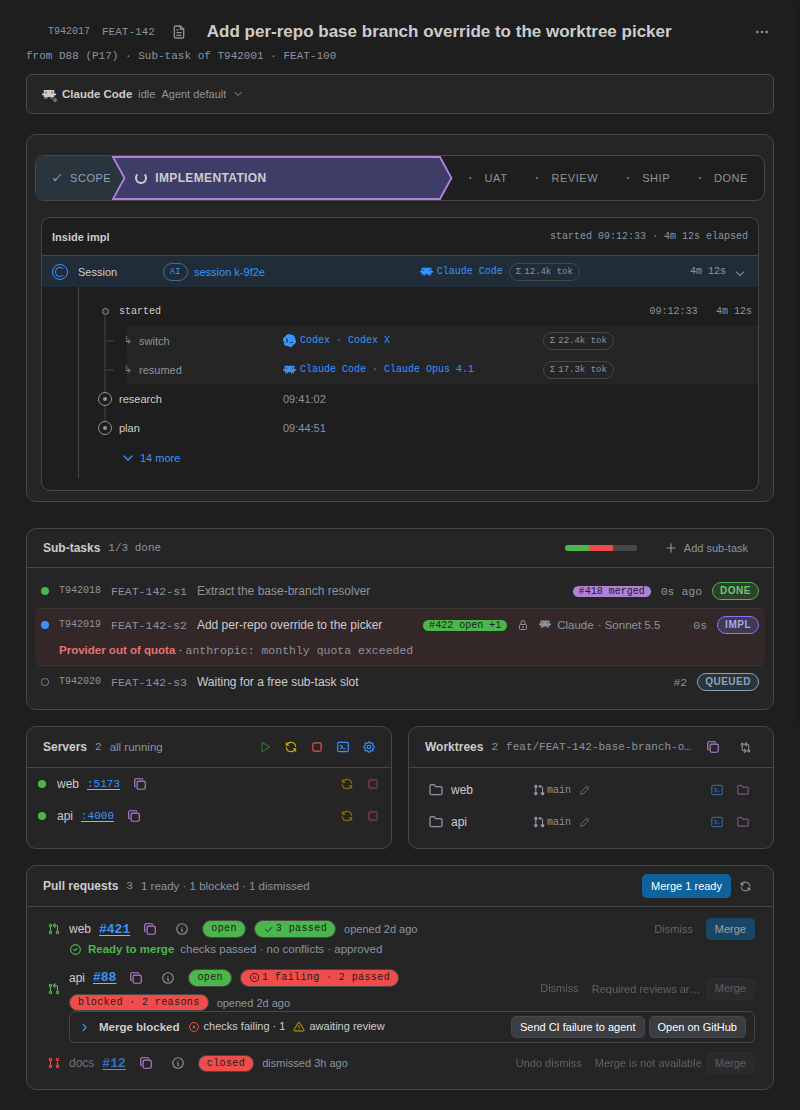 T942017 FEAT-142 Add per-repo base branch override to the worktree picker
from D88 (P17) · Sub-task of T942001 · FEAT-100
Claude Code idle Agent default
SCOPE IMPLEMENTATION · UAT · REVIEW · SHIP · DONE
Inside impl started 09:12:33 · 4m 12s elapsed
Session AI session k-9f2e Claude Code Σ 12.4k tok 4m 12s
started 09:12:33 4m 12s
↳ switch Codex · Codex X Σ 22.4k tok
↳ resumed Claude Code · Claude Opus 4.1 Σ 17.3k tok
research 09:41:02
plan 09:44:51
14 more
Sub-tasks 1/3 done Add sub-task
T942018 FEAT-142-s1 Extract the base-branch resolver #418 merged 0s ago DONE
T942019 FEAT-142-s2 Add per-repo override to the picker #422 open +1 Claude · Sonnet 5.5 0s IMPL
Provider out of quota · anthropic: monthly quota exceeded
T942020 FEAT-142-s3 Waiting for a free sub-task slot #2 QUEUED
Servers 2 all running
web :5173
api :4000
Worktrees 2 feat/FEAT-142-base-branch-o…
web main
api main
Pull requests 3 1 ready · 1 blocked · 1 dismissed Merge 1 ready
web #421 open 3 passed opened 2d ago Dismiss Merge
Ready to merge checks passed · no conflicts · approved
api #88 open 1 failing · 2 passed
blocked · 2 reasons opened 2d ago Dismiss Required reviews ar… Merge
Merge blocked checks failing · 1 awaiting review Send CI failure to agent Open on GitHub
docs #12 closed dismissed 3h ago Undo dismiss Merge is not available Merge